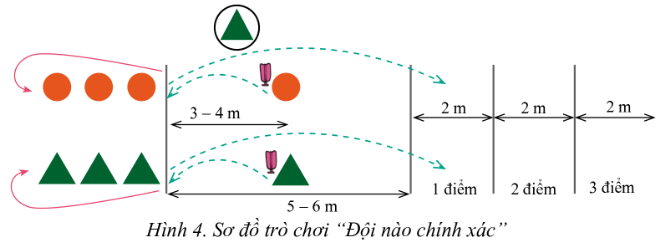 3 – 4 m
2 m
2 m
2 m
1 điểm
2 điểm
3 điểm
5 – 6 m
Hình 4. Sơ đồ trò chơi “Đội nào chính xác”